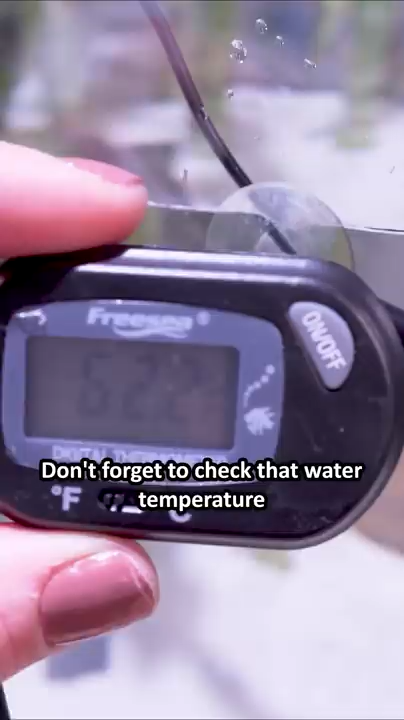 Freesea®
ON/OFF
Don't forget to check that water
temperature
°F
C